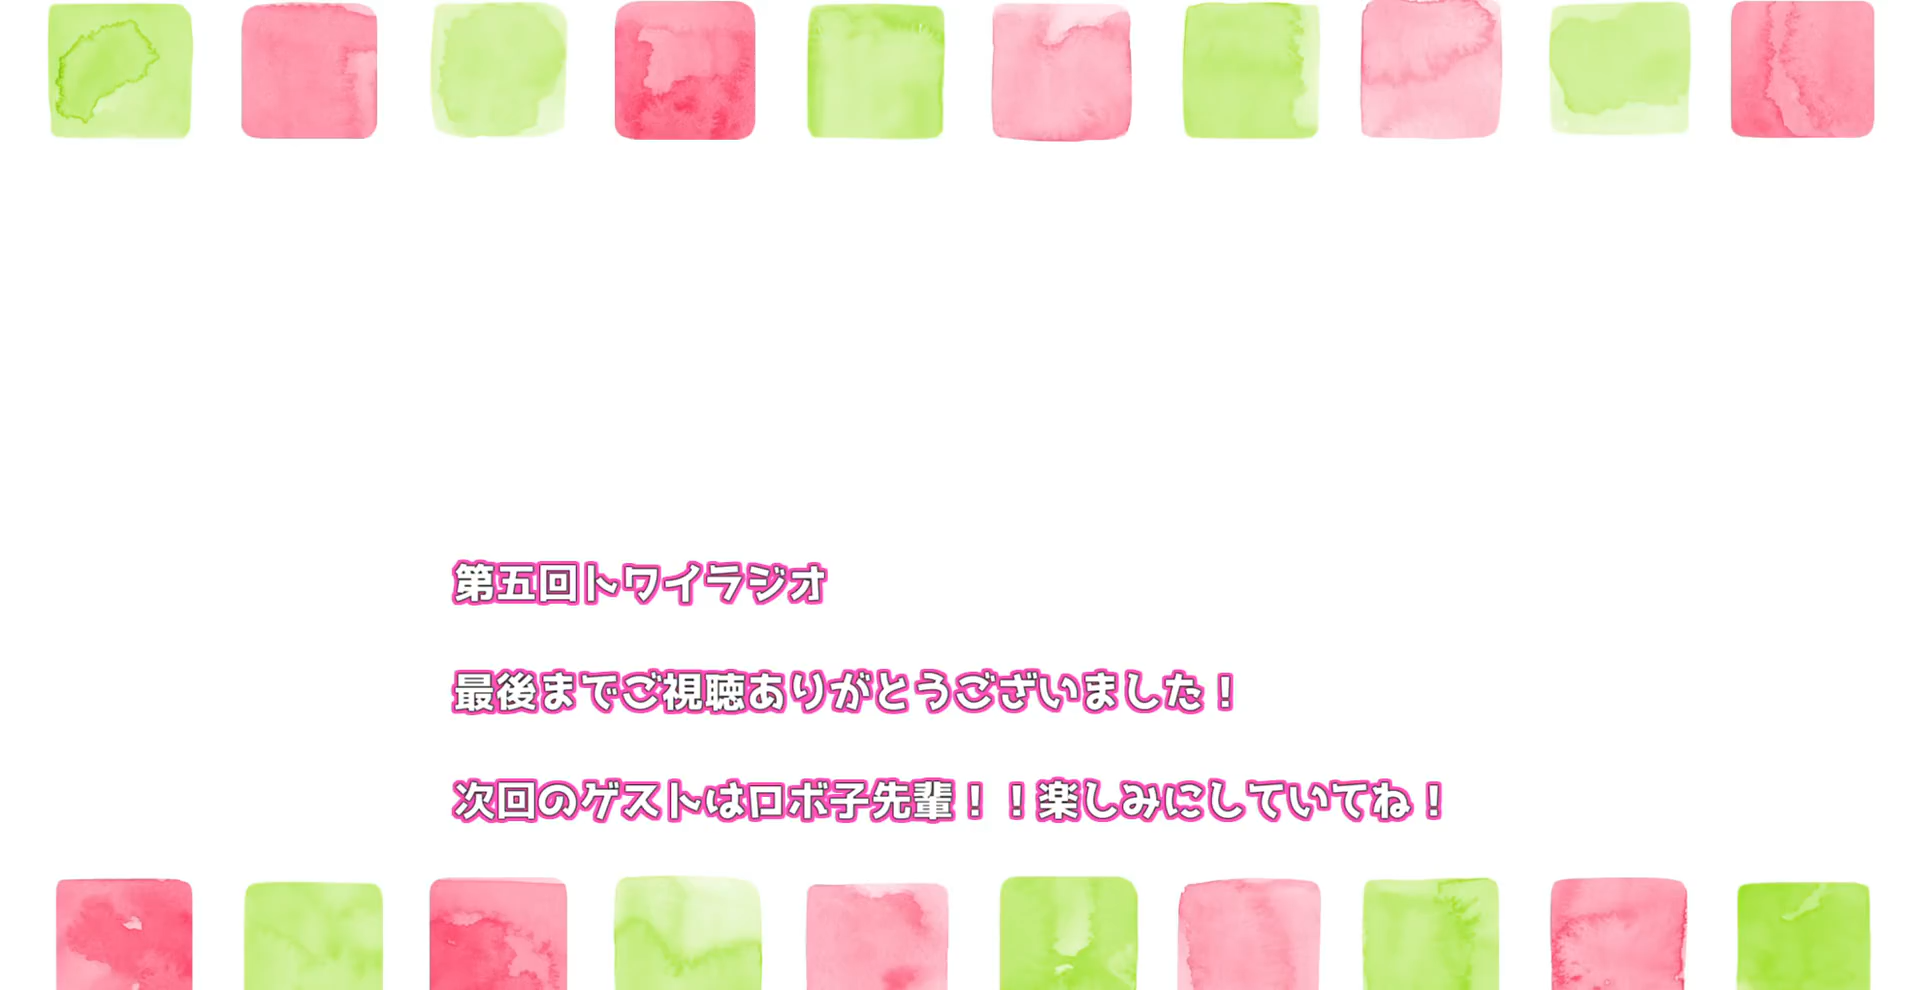 第五回トワイラジオ
最後までご視聴ありがとうございました！
次回のゲストはロボ子先輩！！楽しみにしていてね！